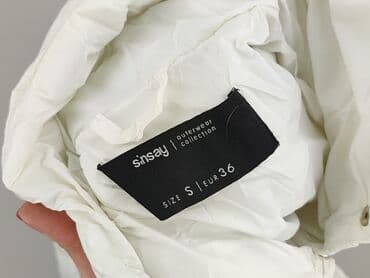 sinsay | outerwear
collection
SIZE S | EUR 36